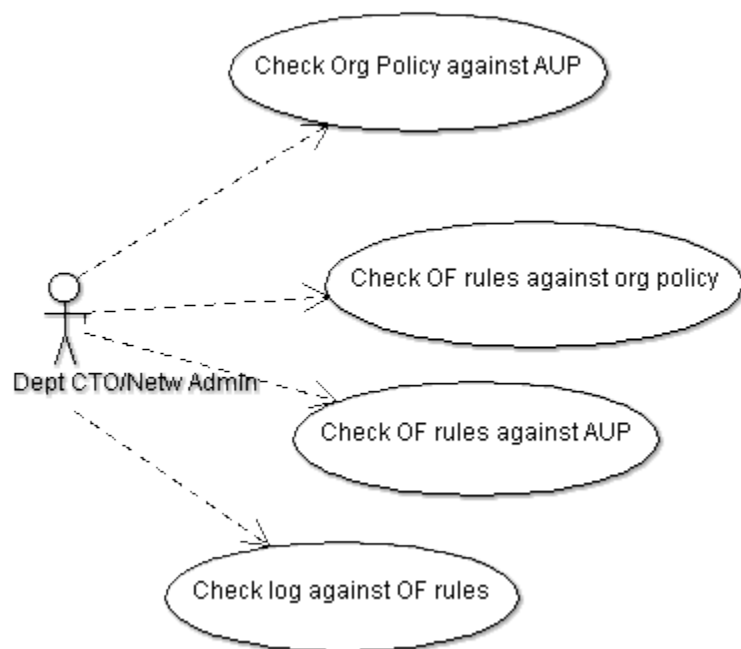 Check Org Policy against AUP
Check OF rules against org policy
Dept CTO/Netw Admin
Check OF rules against AUP
Check log against OF rules